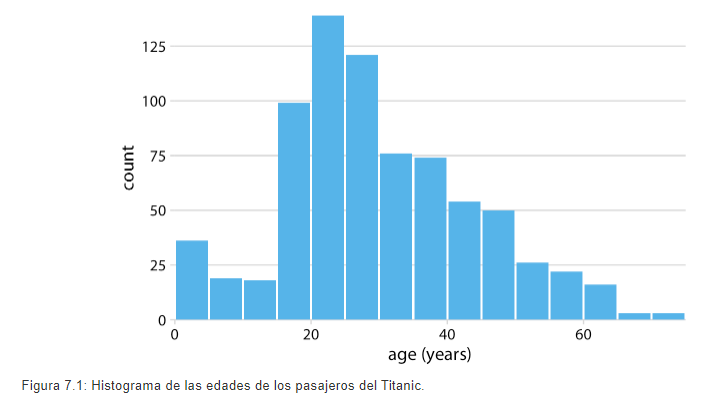 125
100
75
50
25
0
count
0 20 40 60
age (years)
Figura 7.1: Histograma de las edades de los pasajeros del Titanic.